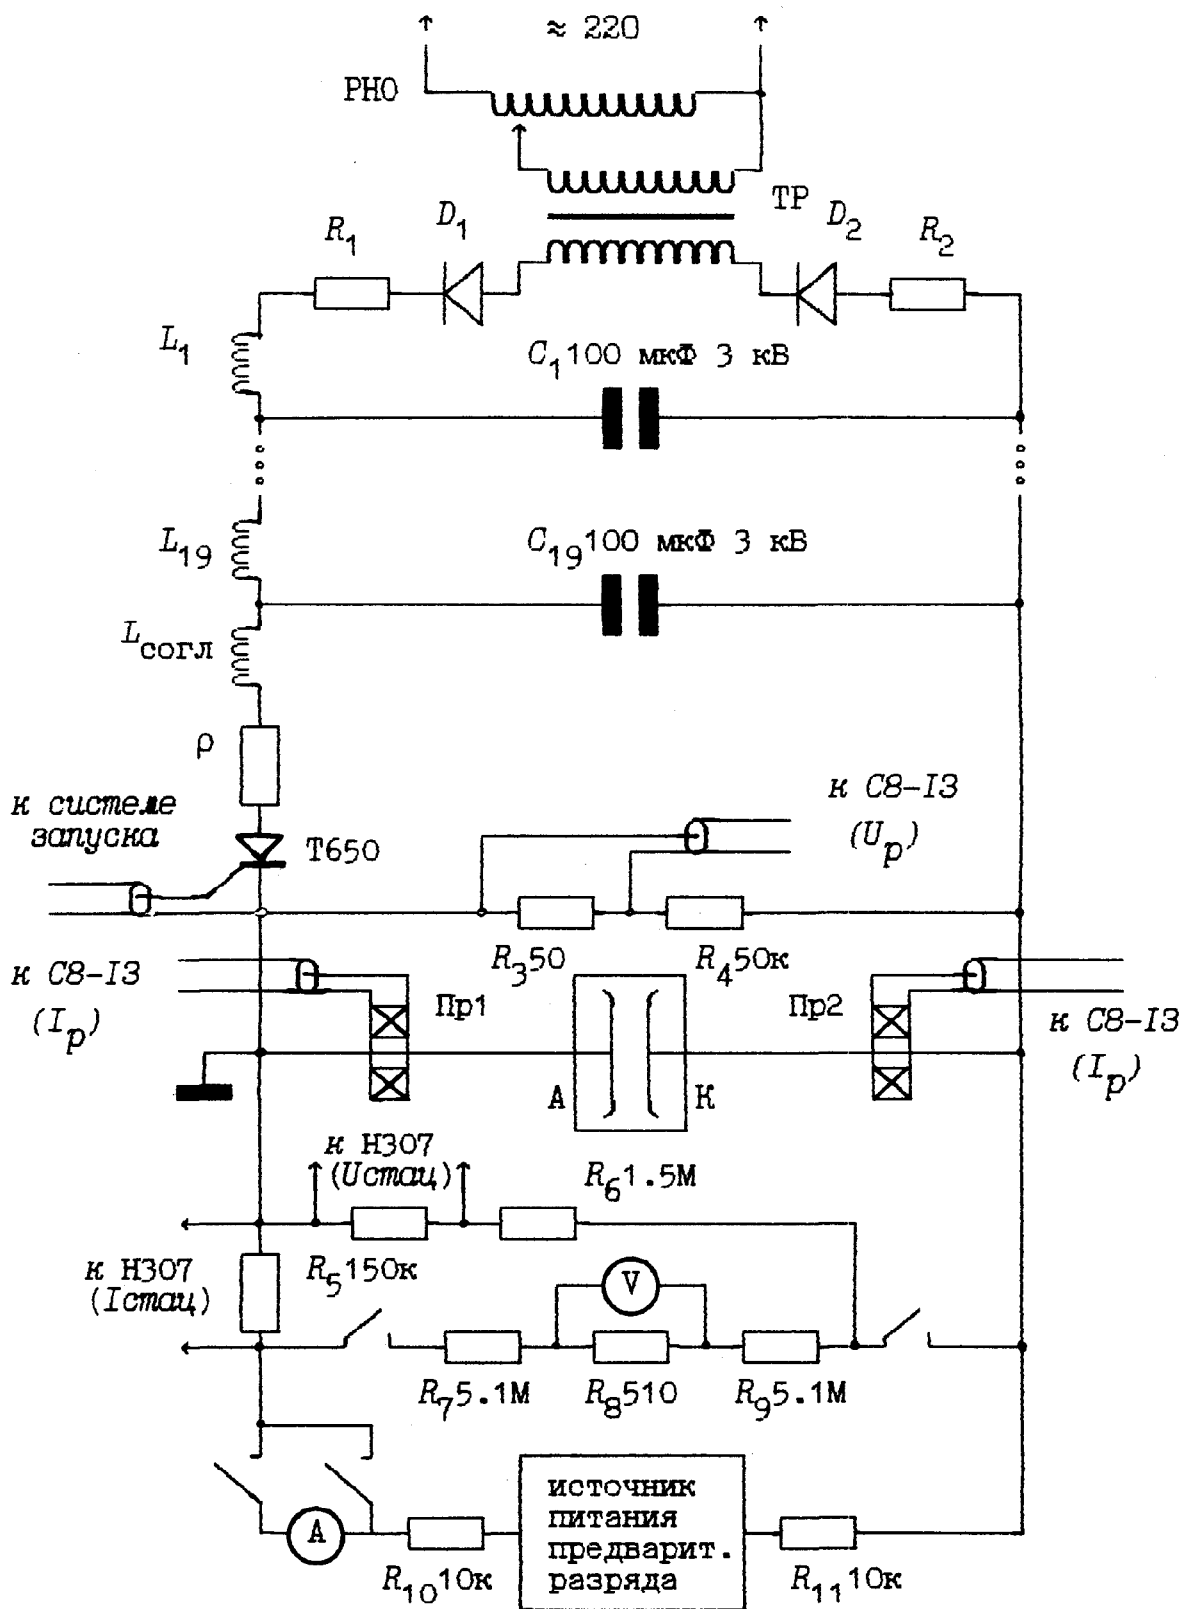 ≈ 220
РНО
ТР
R1
D1
D2
R2
L1
C1 100 мкФ 3 кВ
L19
C19 100 мкФ 3 кВ
Lсогл
ρ
к системе
запуска
Т650
к С8-I3
(Up)
R3 50
R4 50к
к С8-I3
(Ip)
Пр1
Пр2
к С8-I3
(Ip)
А
К
к Н307
(Uстац)
R6 1.5М
к Н307
(Iстац)
R5 150к
V
R7 5.1М
R8 510
R9 5.1М
А
источник
питания
предварит.
разряда
R10 10к
R11 10к